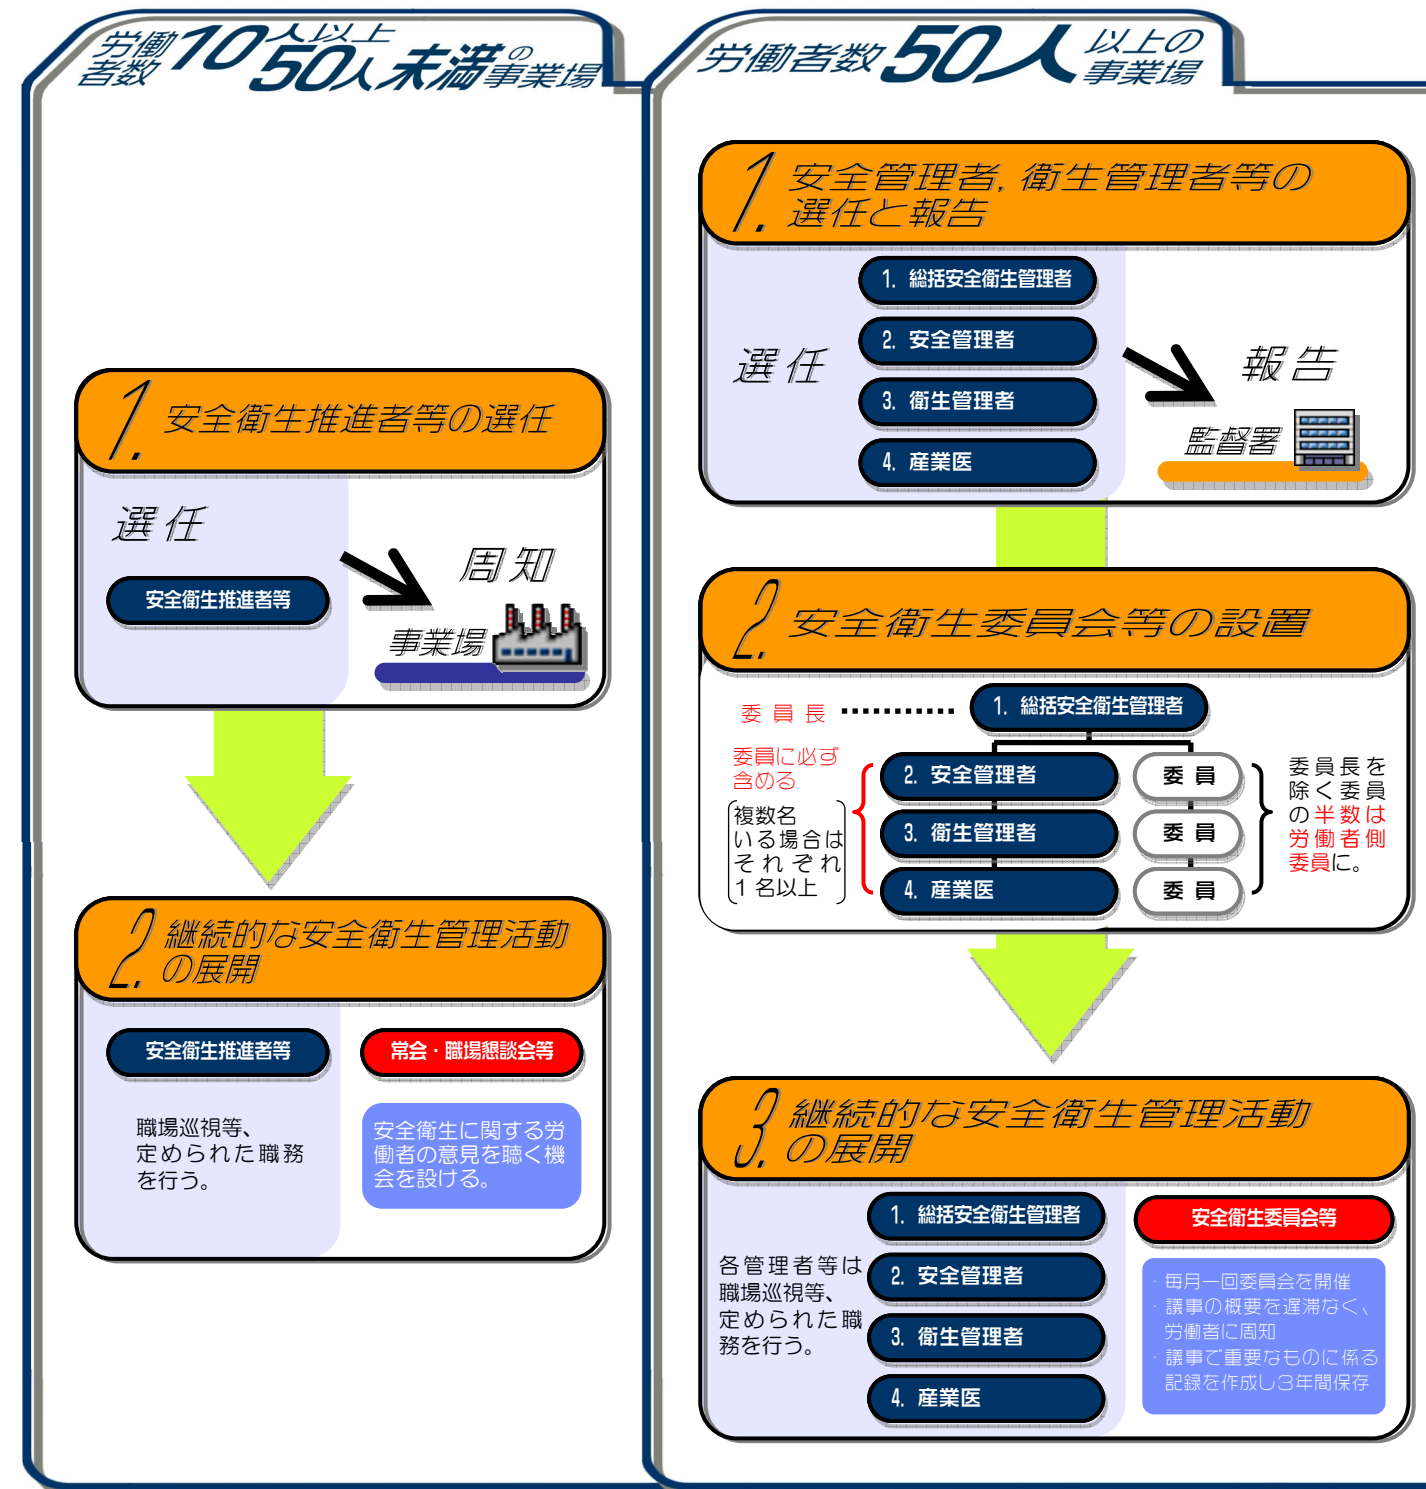 労働者数10人以上50人未満の事業場
1. 安全衛生推進者等の選任
選任
安全衛生推進者等
周知
事業場
2. 継続的な安全衛生管理活動
の展開
安全衛生推進者等
職場巡視等、
定められた職務
を行う。
常会・職場懇談会等
安全衛生に関する労
働者の意見を聴く機
会を設ける。
労働者数50人以上の事業場
1. 安全管理者, 衛生管理者等の
選任と報告
選任
1. 総括安全衛生管理者
2. 安全管理者
3. 衛生管理者
4. 産業医
報告
監督署
2. 安全衛生委員会等の設置
委員長
1. 総括安全衛生管理者
委員に必ず
含める
複数名
いる場合は
それぞれ
1名以上
2. 安全管理者
3. 衛生管理者
4. 産業医
委員
委員
委員
委員長を
除く委員
の半数は
労働者側
委員に。
3. 継続的な安全衛生管理活動
の展開
各管理者等は
職場巡視等、
定められた職
務を行う。
1. 総括安全衛生管理者
2. 安全管理者
3. 衛生管理者
4. 産業医
安全衛生委員会等
・毎月一回委員会を開催
・議事の概要を遅滞なく、
労働者に周知
・議事で重要なものに係る
記録を作成し3年間保存